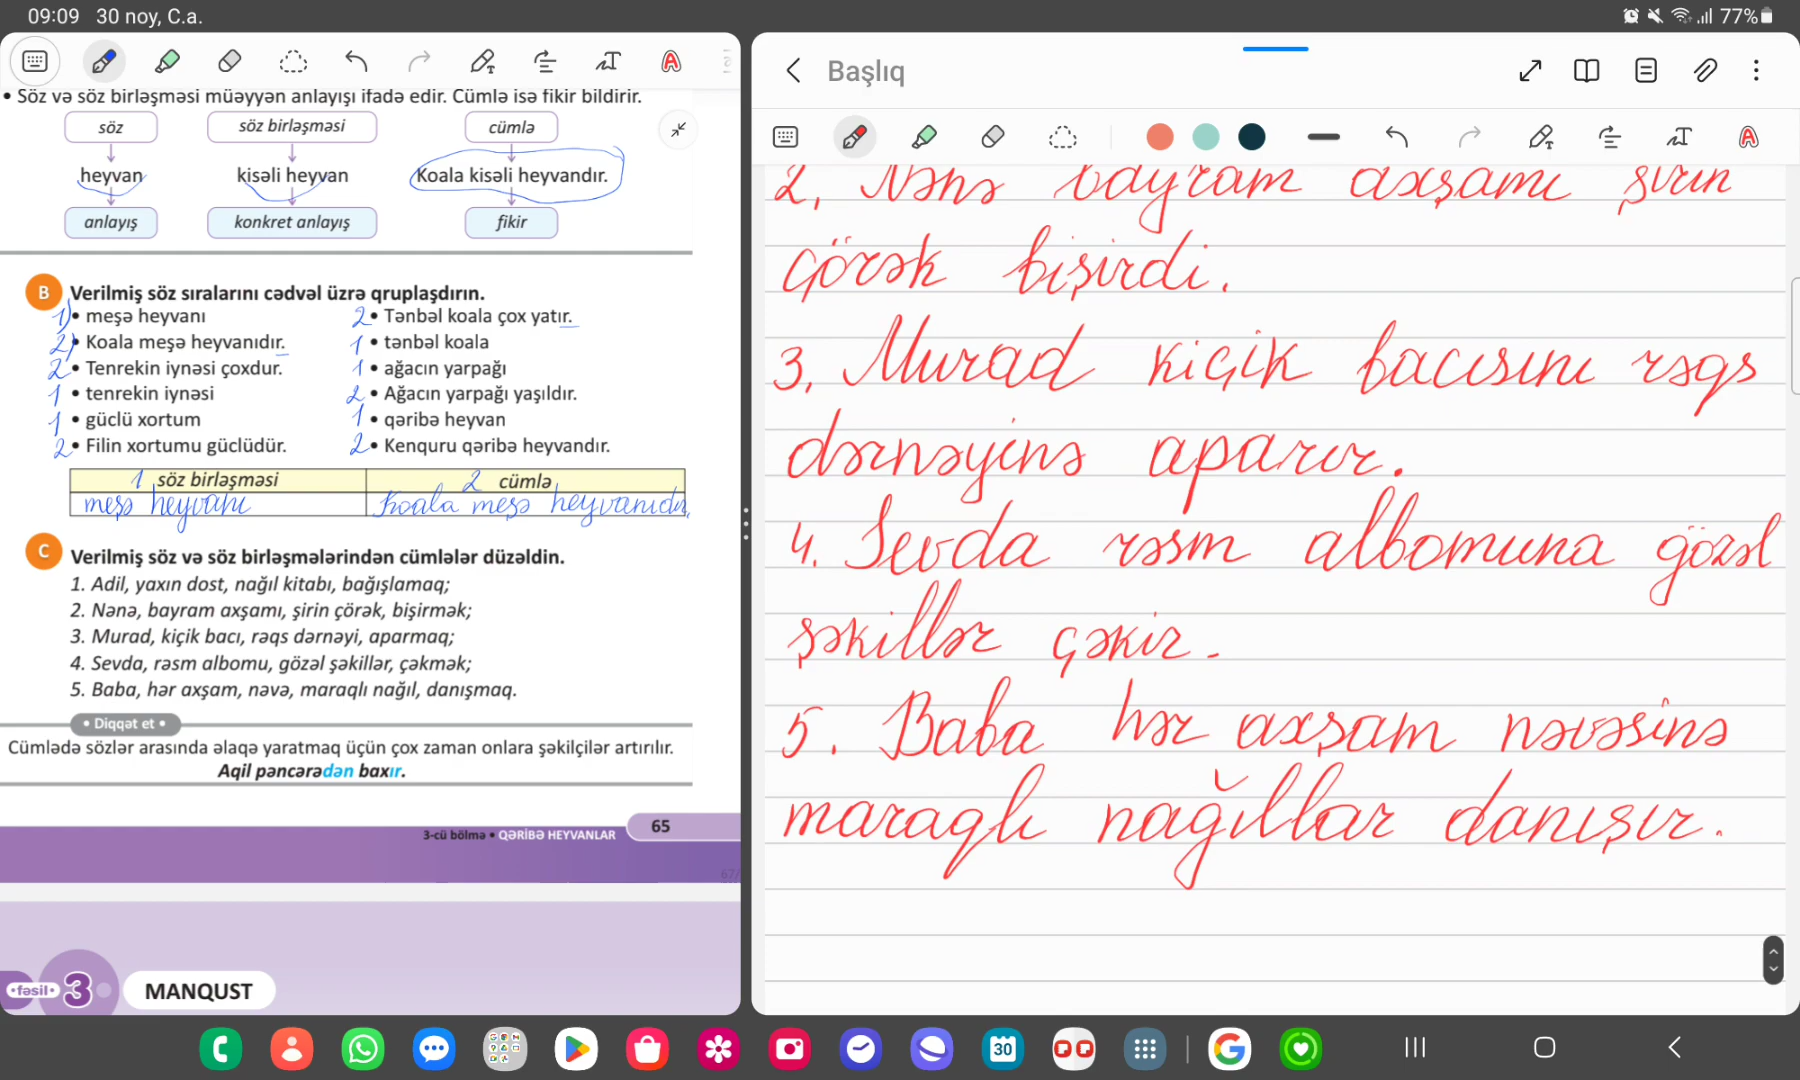 09:09 30 noy, C.a.
77%
• Söz və söz birləşməsi müəyyən anlayışı ifadə edir. Cümlə isə fikir bildirir.
söz söz birləşməsi cümlə
heyvan kisəli heyvan Koala kisəli heyvandır.
anlayış konkret anlayış fikir
B Verilmiş söz sıralarını cədvəl üzrə qruplaşdırın.
1) • meşə heyvanı 2 • Tənbəl koala çox yatır.
2) • Koala meşə heyvanıdır. 1 • tənbəl koala
2 • Tenrekin iynəsi çoxdur. 1 • ağacın yarpağı
1 • tenrekin iynəsi 2 • Ağacın yarpağı yaşıldır.
1 • güclü xortum 1 • qəribə heyvan
2 • Filin xortumu güclüdür. 2 • Kenquru qəribə heyvandır.
1 söz birləşməsi 2 cümlə
meşə heyvanı Koala meşə heyvanıdır.
C Verilmiş söz və söz birləşmələrindən cümlələr düzəldin.
1. Adil, yaxın dost, nağıl kitabı, bağışlamaq;
2. Nənə, bayram axşamı, şirin çörək, bişirmək;
3. Murad, kiçik bacı, rəqs dərnəyi, aparmaq;
4. Sevda, rəsm albomu, gözəl şəkillər, çəkmək;
5. Baba, hər axşam, nəvə, maraqlı nağıl, danışmaq.
• Diqqət et •
Cümlədə sözlər arasında əlaqə yaratmaq üçün çox zaman onlara şəkilçilər artırılır.
Aqil pəncərədən baxır.
3-cü bölmə • QƏRİBƏ HEYVANLAR 65
67/
•fəsil• 3 MANQUST
Başlıq
2. Nənə bayram axşamı şirin
çörək bişirdi.
3. Murad kiçik bacısını rəqs
dərnəyinə aparır.
4. Sevda rəsm albomuna gözəl
şəkillər çəkir.
5. Baba hər axşam nəvəsinə
maraqlı nağıllar danışır.
30